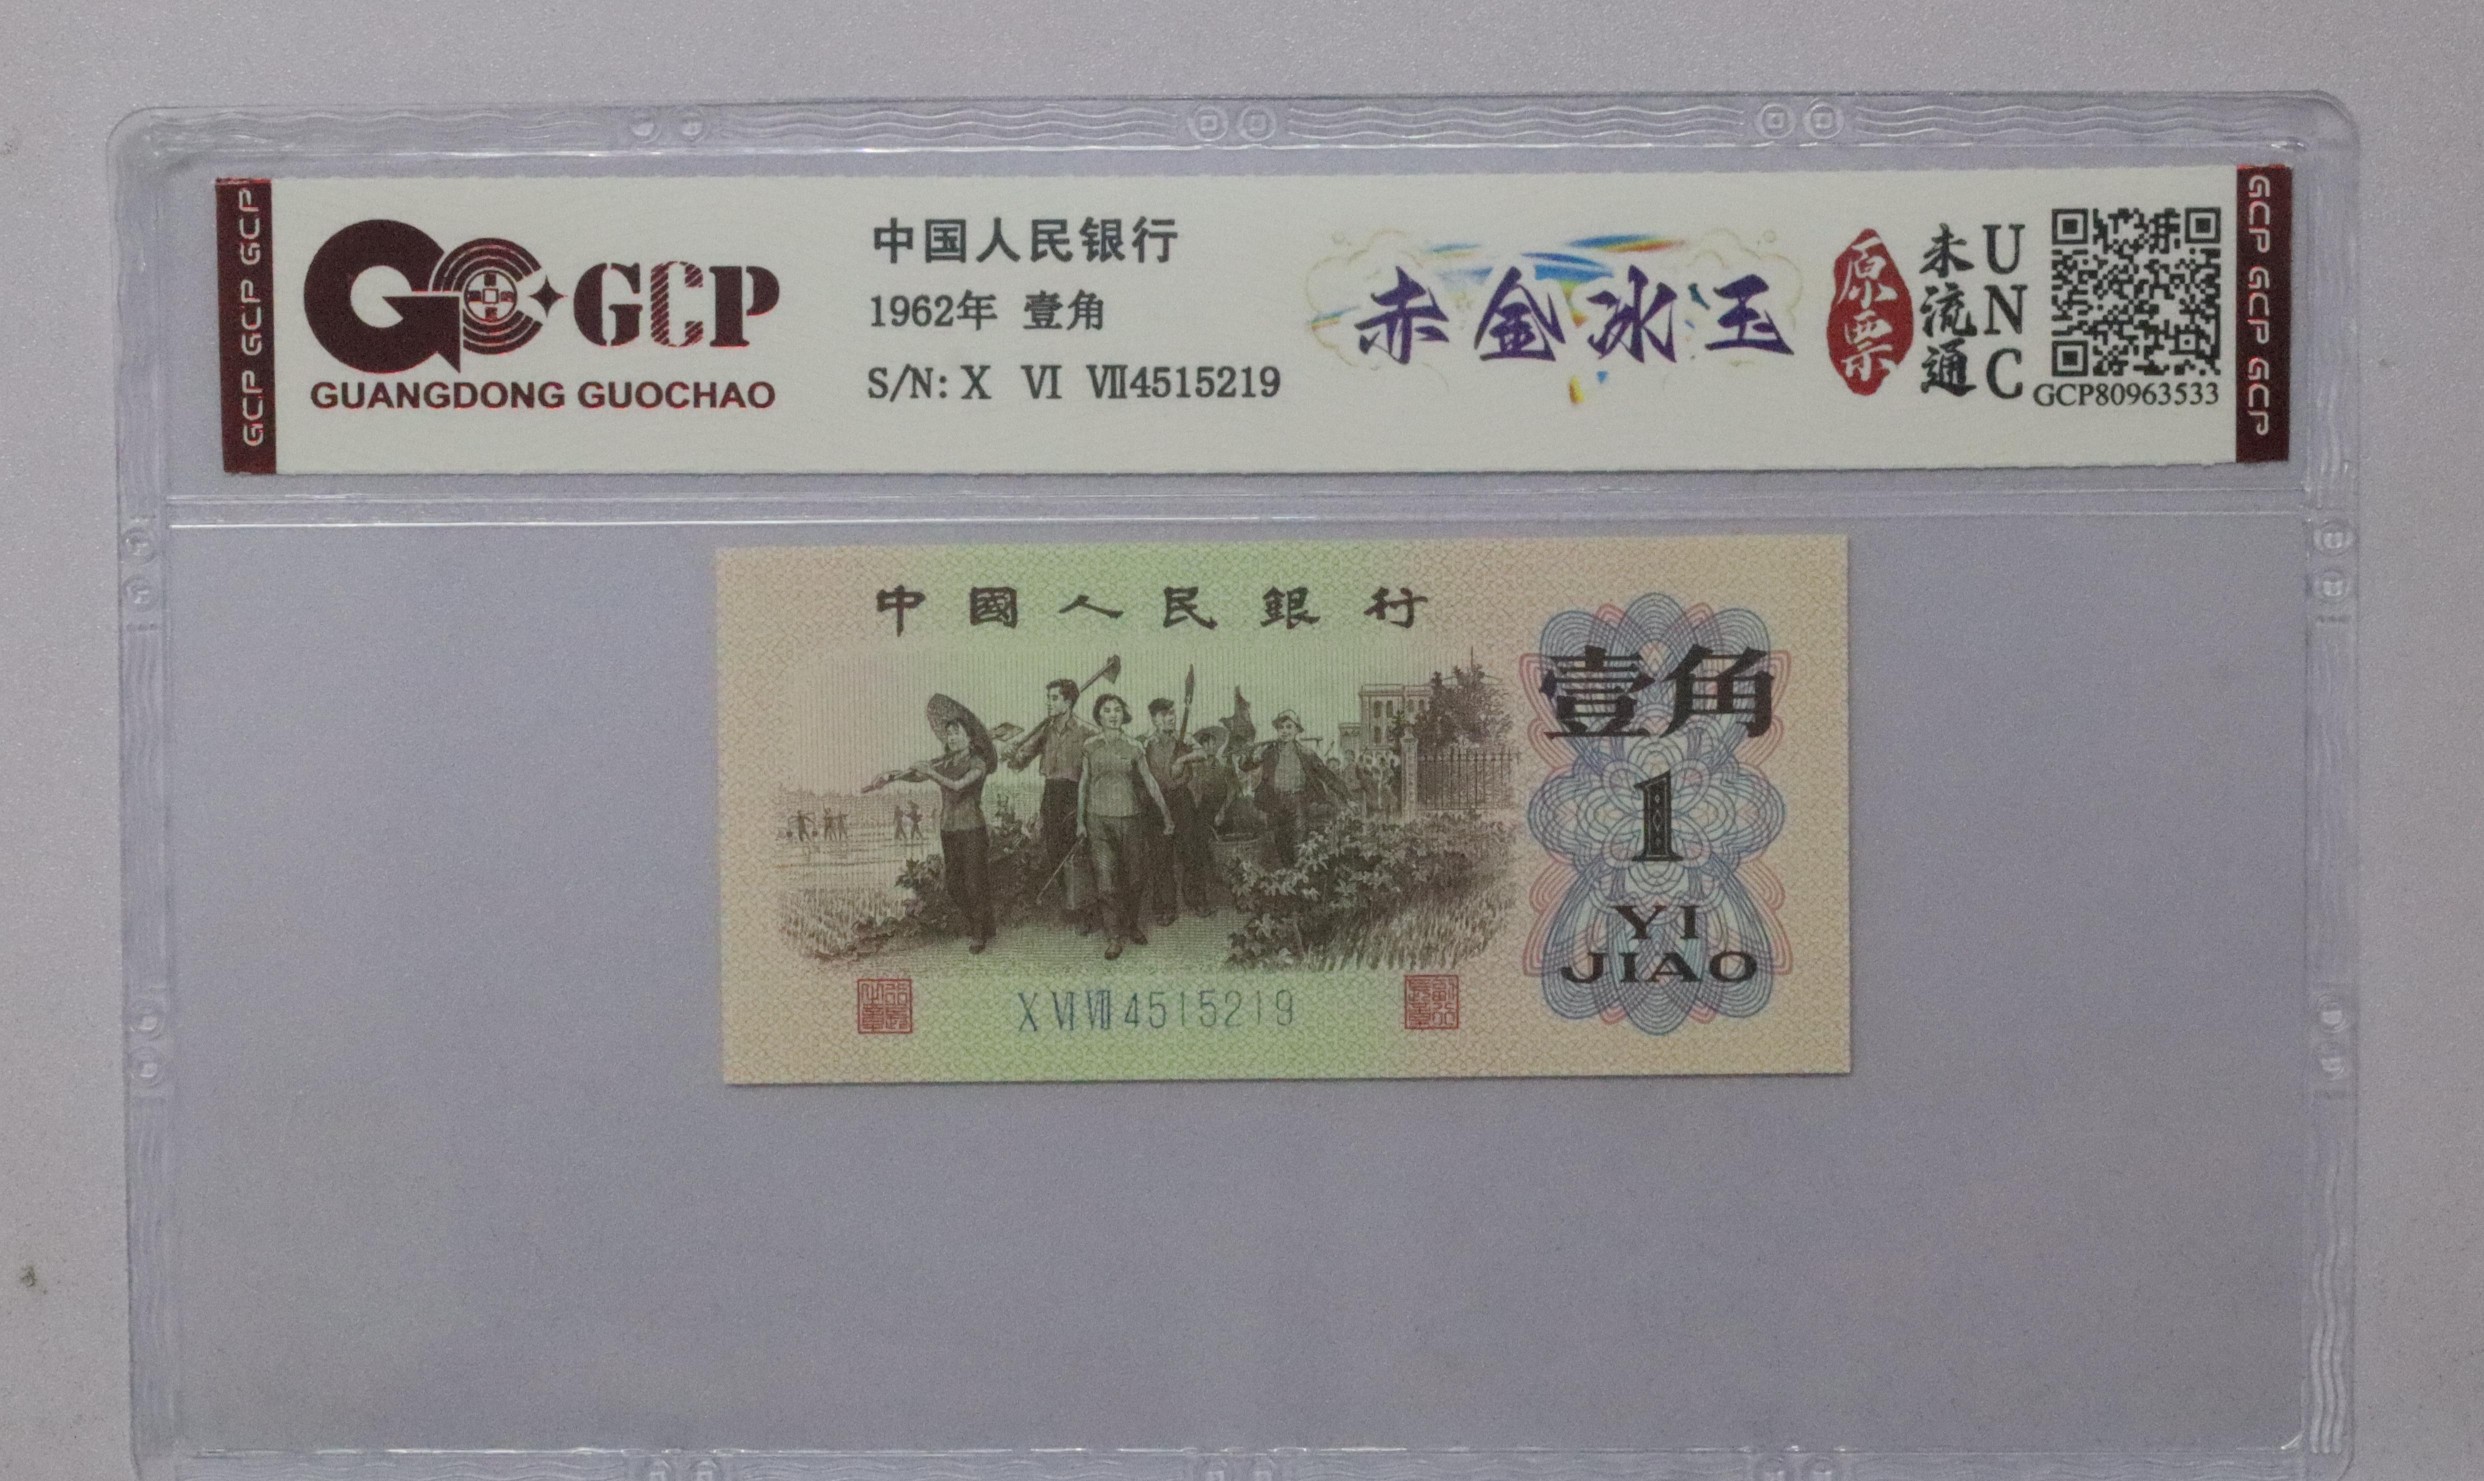 GCP GCP GCP
GCP
GUANGDONG GUOCHAO
中国人民银行
1962年 壹角
S/N: X VI VII4515219
赤金冰玉
原票
未流通
UNC
GCP80963533
GCP GCP GCP
中國人民銀行
壹角
1
YI
JIAO
X VI VII 4515219